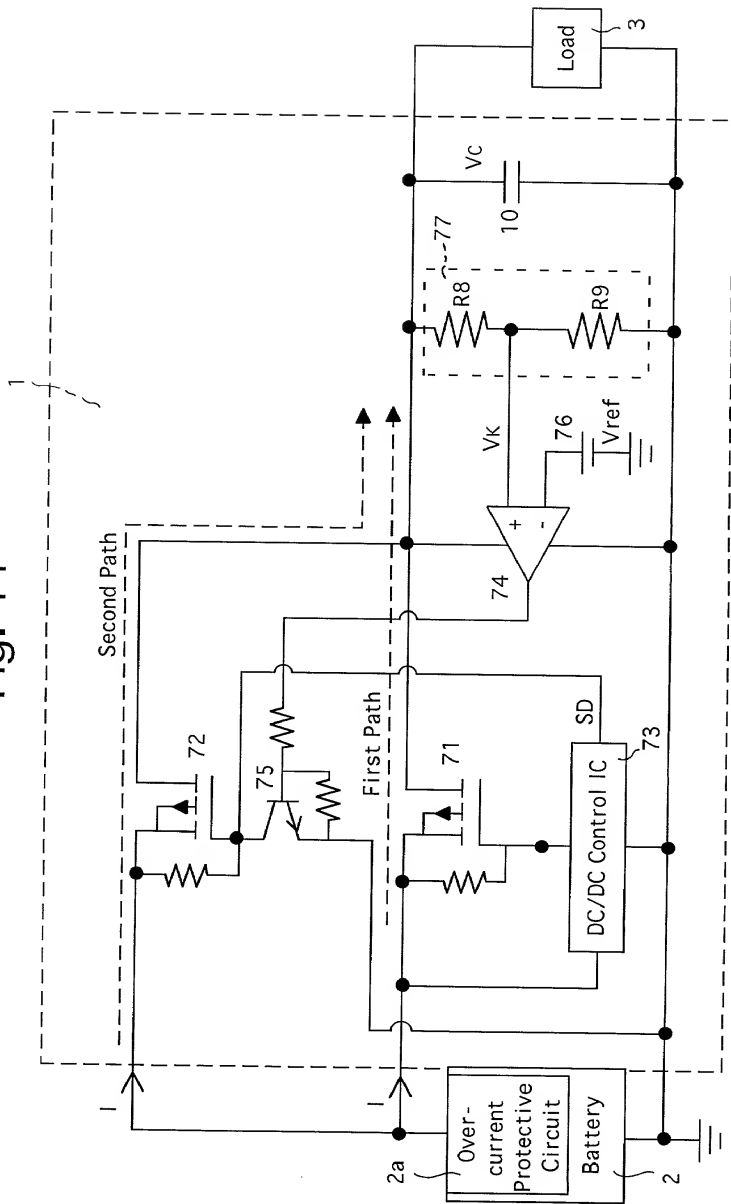 Fig.
1
Second Path
I
72
75
First Path
I
71
SD
DC/DC Control IC
73
74
VK
76
Vref
77
R8
R9
VC
10
Load
3
2a
Over-
current
Protective
Circuit
Battery
2